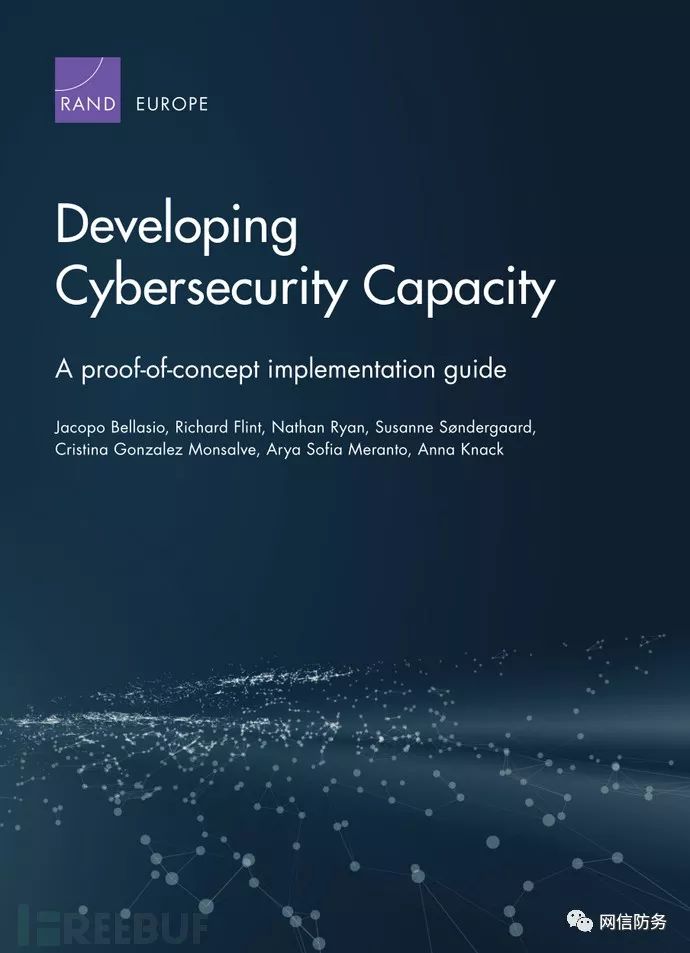 RAND EUROPE
Developing
Cybersecurity Capacity
A proof-of-concept implementation guide
Jacopo Bellasio, Richard Flint, Nathan Ryan, Susanne Søndergaard,
Cristina Gonzalez Monsalve, Arya Sofia Meranto, Anna Knack
FREEBUF
网信防务